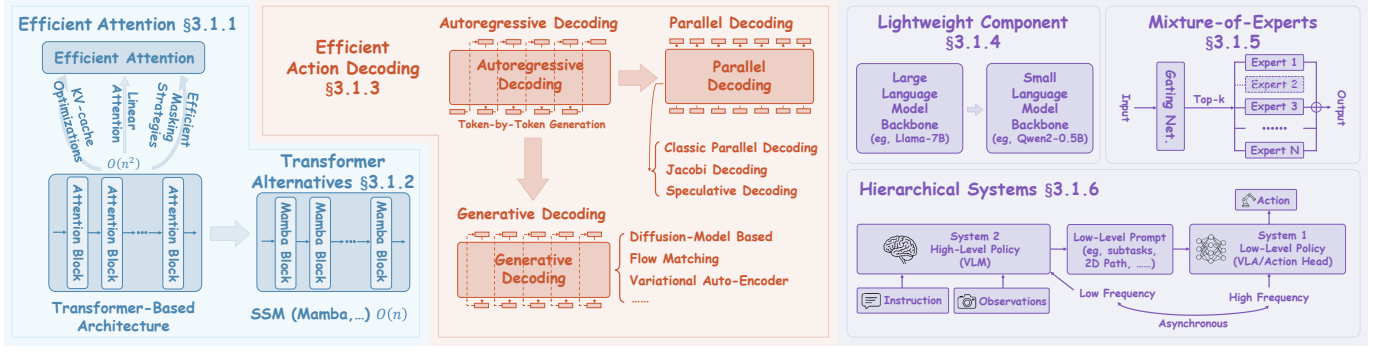 Efficient Attention §3.1.1
Efficient Attention
KV-cache
Optimizations
Linear
Attention
Efficient
Masking
Strategies
O(n²)
Attention Block
Attention Block
......
Attention Block
Transformer-Based
Architecture
Transformer
Alternatives §3.1.2
Mamba Block
Mamba Block
......
Mamba Block
SSM (Mamba,…) O(n)
Efficient
Action Decoding
§3.1.3
Autoregressive Decoding
Autoregressive
Decoding
Token-by-Token Generation
Parallel Decoding
Parallel
Decoding
Classic Parallel Decoding
Jacobi Decoding
Speculative Decoding
Generative Decoding
Generative
Decoding
Diffusion-Model Based
Flow Matching
Variational Auto-Encoder
......
Lightweight Component
§3.1.4
Large
Language
Model
Backbone
(eg, Llama-7B)
Small
Language
Model
Backbone
(eg, Qwen2-0.5B)
Mixture-of-Experts
§3.1.5
Input
Gating Net.
Top-k
Expert 1
Expert 2
Expert 3
......
Expert N
Output
Hierarchical Systems §3.1.6
Action
System 2
High-Level Policy
(VLM)
Low-Level Prompt
(eg, subtasks,
2D Path, ……)
System 1
Low-Level Policy
(VLA/Action Head)
Instruction
Observations
Low Frequency
High Frequency
Asynchronous